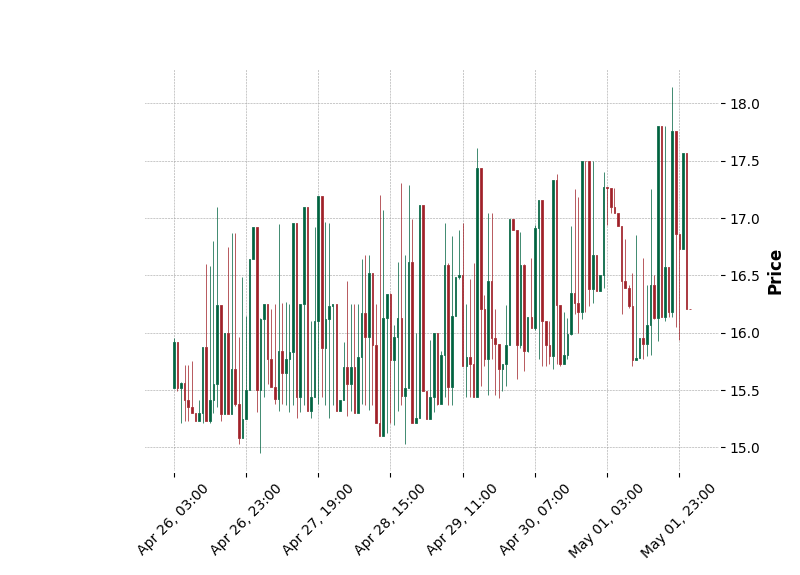 18.0
17.5
17.0
16.5
16.0
15.5
15.0
Price
Apr 26, 03:00
Apr 26, 23:00
Apr 27, 19:00
Apr 28, 15:00
Apr 29, 11:00
Apr 30, 07:00
May 01, 03:00
May 01, 23:00